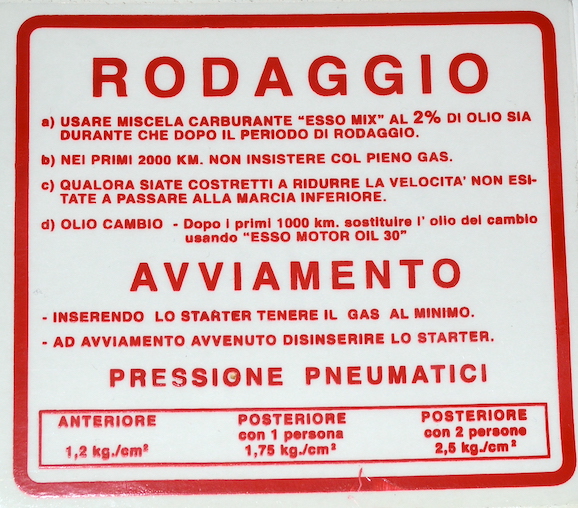 RODAGGIO
a) USARE MISCELA CARBURANTE "ESSO MIX" AL 2% DI OLIO SIA
DURANTE CHE DOPO IL PERIODO DI RODAGGIO.
b) NEI PRIMI 2000 KM. NON INSISTERE COL PIENO GAS.
c) QUALORA SIATE COSTRETTI A RIDURRE LA VELOCITA' NON ESI-
TATE A PASSARE ALLA MARCIA INFERIORE.
d) OLIO CAMBIO - Dopo i primi 1000 km. sostituire l' olio del cambio
usando "ESSO MOTOR OIL 30"
AVVIAMENTO
- INSERENDO LO STARTER TENERE IL GAS AL MINIMO.
- AD AVVIAMENTO AVVENUTO DISINSERIRE LO STARTER.
PRESSIONE PNEUMATICI
ANTERIORE
1,2 kg./cm²
POSTERIORE
con 1 persona
1,75 kg./cm²
POSTERIORE
con 2 persone
2,5 kg./cm²